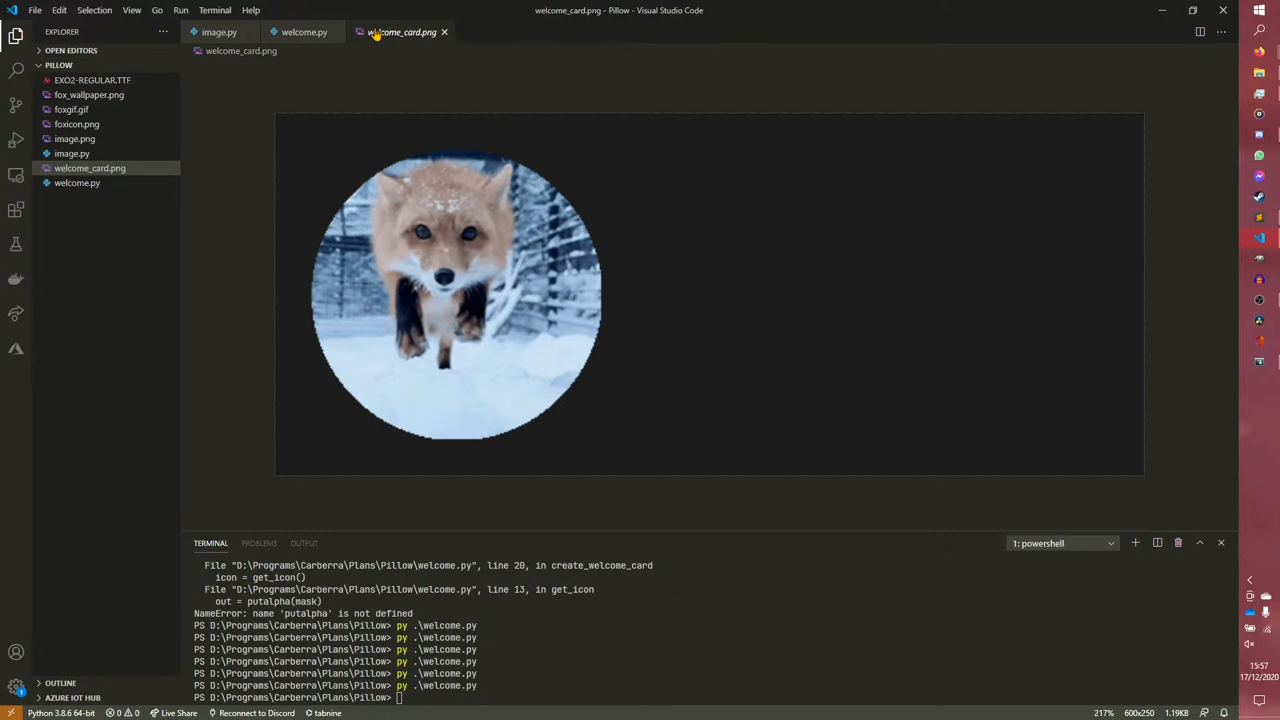 File Edit Selection View Go Run Terminal Help
welcome_card.png - Pillow - Visual Studio Code
EXPLORER
image.py welcome.py welcome_card.png
OPEN EDITORS
welcome_card.png
PILLOW
EXO2-REGULAR.TTF
fox_wallpaper.png
foxgif.gif
foxicon.png
image.png
image.py
welcome_card.png
welcome.py
TERMINAL PROBLEMS OUTPUT
1: powershell
File "D:\Programs\Carberra\Plans\Pillow\welcome.py", line 20, in create_welcome_card
icon = get_icon()
File "D:\Programs\Carberra\Plans\Pillow\welcome.py", line 13, in get_icon
out = putalpha(mask)
NameError: name 'putalpha' is not defined
PS D:\Programs\Carberra\Plans\Pillow> py .\welcome.py
PS D:\Programs\Carberra\Plans\Pillow> py .\welcome.py
PS D:\Programs\Carberra\Plans\Pillow> py .\welcome.py
PS D:\Programs\Carberra\Plans\Pillow> py .\welcome.py
PS D:\Programs\Carberra\Plans\Pillow> py .\welcome.py
PS D:\Programs\Carberra\Plans\Pillow> py .\welcome.py
PS D:\Programs\Carberra\Plans\Pillow>
OUTLINE
AZURE IOT HUB
Python 3.8.6 64-bit 0 0 Live Share Reconnect to Discord tabnine
217% 600x250 1.19KB
15:57
17/12/2020
1